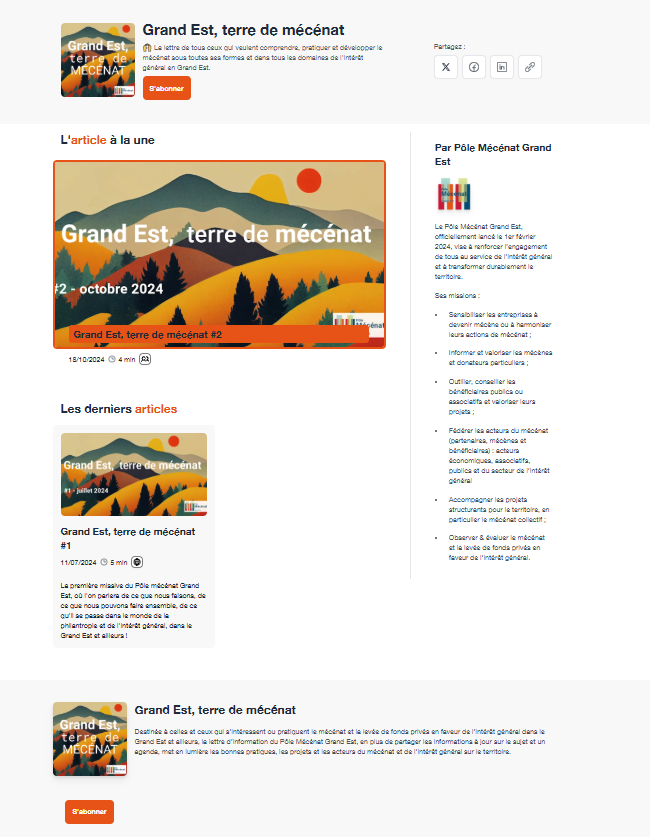 Grand Est,
terre de
MÉCÉNAT
Grand Est, terre de mécénat
La lettre de tous ceux qui veulent comprendre, pratiquer et développer le
mécénat sous toutes ses formes et dans tous les domaines de l'intérêt
général en Grand Est.
S'abonner
Partagez :
L'article à la une
Grand Est, terre de mécénat
#2 - octobre 2024
Mécénat
Grand Est, terre de mécénat #2
18/10/2024 4 min
Les derniers articles
Grand Est, terre de mécénat
#1 - juillet 2024
Grand Est, terre de mécénat
#1
11/07/2024 5 min
La première missive du Pôle mécénat Grand
Est, où l'on parlera de ce que nous faisons, de
ce que nous pouvons faire ensemble, de ce
qu'il se passe dans le monde de la
philantropie et de l'intérêt général, dans le
Grand Est et ailleurs !
Par Pôle Mécénat Grand
Est
Mécénat
Le Pôle Mécénat Grand Est,
officiellement lancé le 1er février
2024, vise à renforcer l'engagement
de tous au service de l'intérêt général
et à transformer durablement le
territoire.
Ses missions :
• Sensibiliser les entreprises à
devenir mécène ou à harmoniser
leurs actions de mécénat ;
• Informer et valoriser les mécènes
et donateurs particuliers ;
• Outiller, conseiller les
bénéficiaires publics ou
associatifs et valoriser leurs
projets ;
• Fédérer les acteurs du mécénat
(partenaires, mécènes et
bénéficiaires) : acteurs
économiques, associatifs,
publics et du secteur de l'intérêt
général
• Accompagner les projets
structurants pour le territoire, en
particulier le mécénat collectif ;
• Observer & évaluer le mécénat
et la levée de fonds privés en
faveur de l'intérêt général.
Grand Est,
terre de
MÉCÉNAT
Grand Est, terre de mécénat
Destinée à celles et ceux qui s'intéressent ou pratiquent le mécénat et la levée de fonds privés en faveur de l'intérêt général dans le
Grand Est et ailleurs, la lettre d'information du Pôle Mécénat Grand Est, en plus de partager les informations à jour sur le sujet et un
agenda, met en lumière les bonnes pratiques, les projets et les acteurs du mécénat et de l'intérêt général sur le territoire.
S'abonner